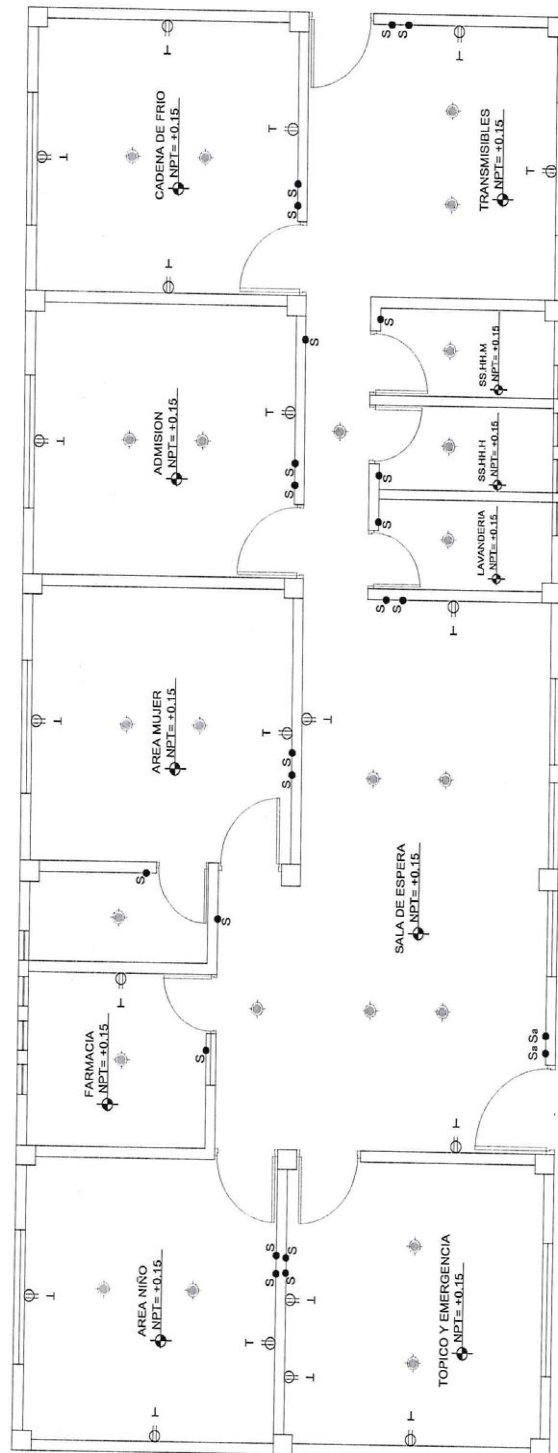 T
AREA NIÑO
NPT= +0.15
T
T
S
S
FARMACIA
NPT= +0.15
T
S
S
S
T
AREA MUJER
NPT= +0.15
S
S
T
T
ADMISION
NPT= +0.15
S
S
T
S
T
CADENA DE FRIO
NPT= +0.15
T
T
S
S
T
S
S
T
T
TOPICO Y EMERGENCIA
NPT= +0.15
T
T
SALA DE ESPERA
NPT= +0.15
T
Sa Sa
S
S
T
S
LAVANDERIA
NPT= +0.15
S
SS.HH.H
NPT= +0.15
S
SS.HH.M
NPT= +0.15
TRANSMISIBLES
NPT= +0.15
S
S
T
T